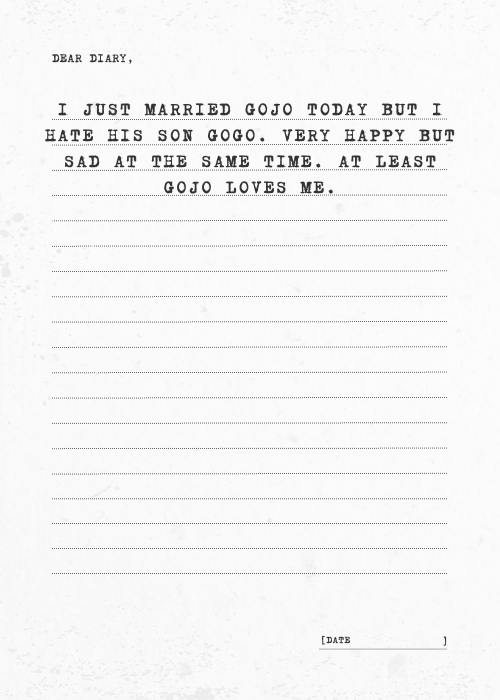 DEAR DIARY,
I JUST MARRIED GOJO TODAY BUT I
HATE HIS SON GOGO. VERY HAPPY BUT
SAD AT THE SAME TIME. AT LEAST
GOJO LOVES ME.
[DATE ]